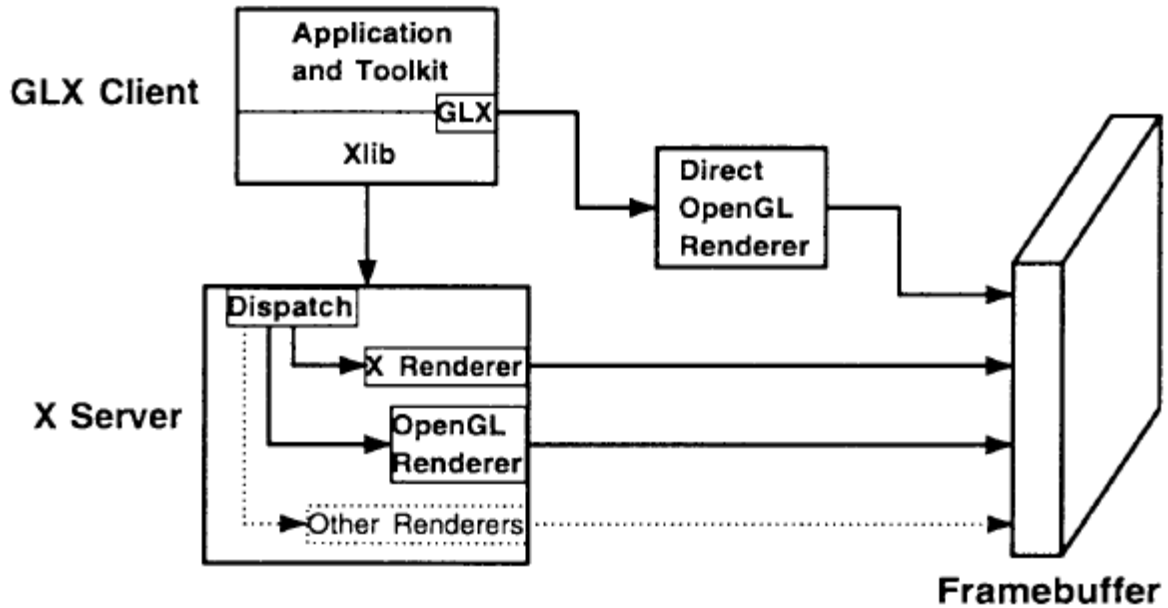 Application
and Toolkit
GLX Client
GLX
Xlib
Direct
OpenGL
Renderer
Dispatch
X Renderer
X Server
OpenGL
Renderer
Other Renderers
Framebuffer